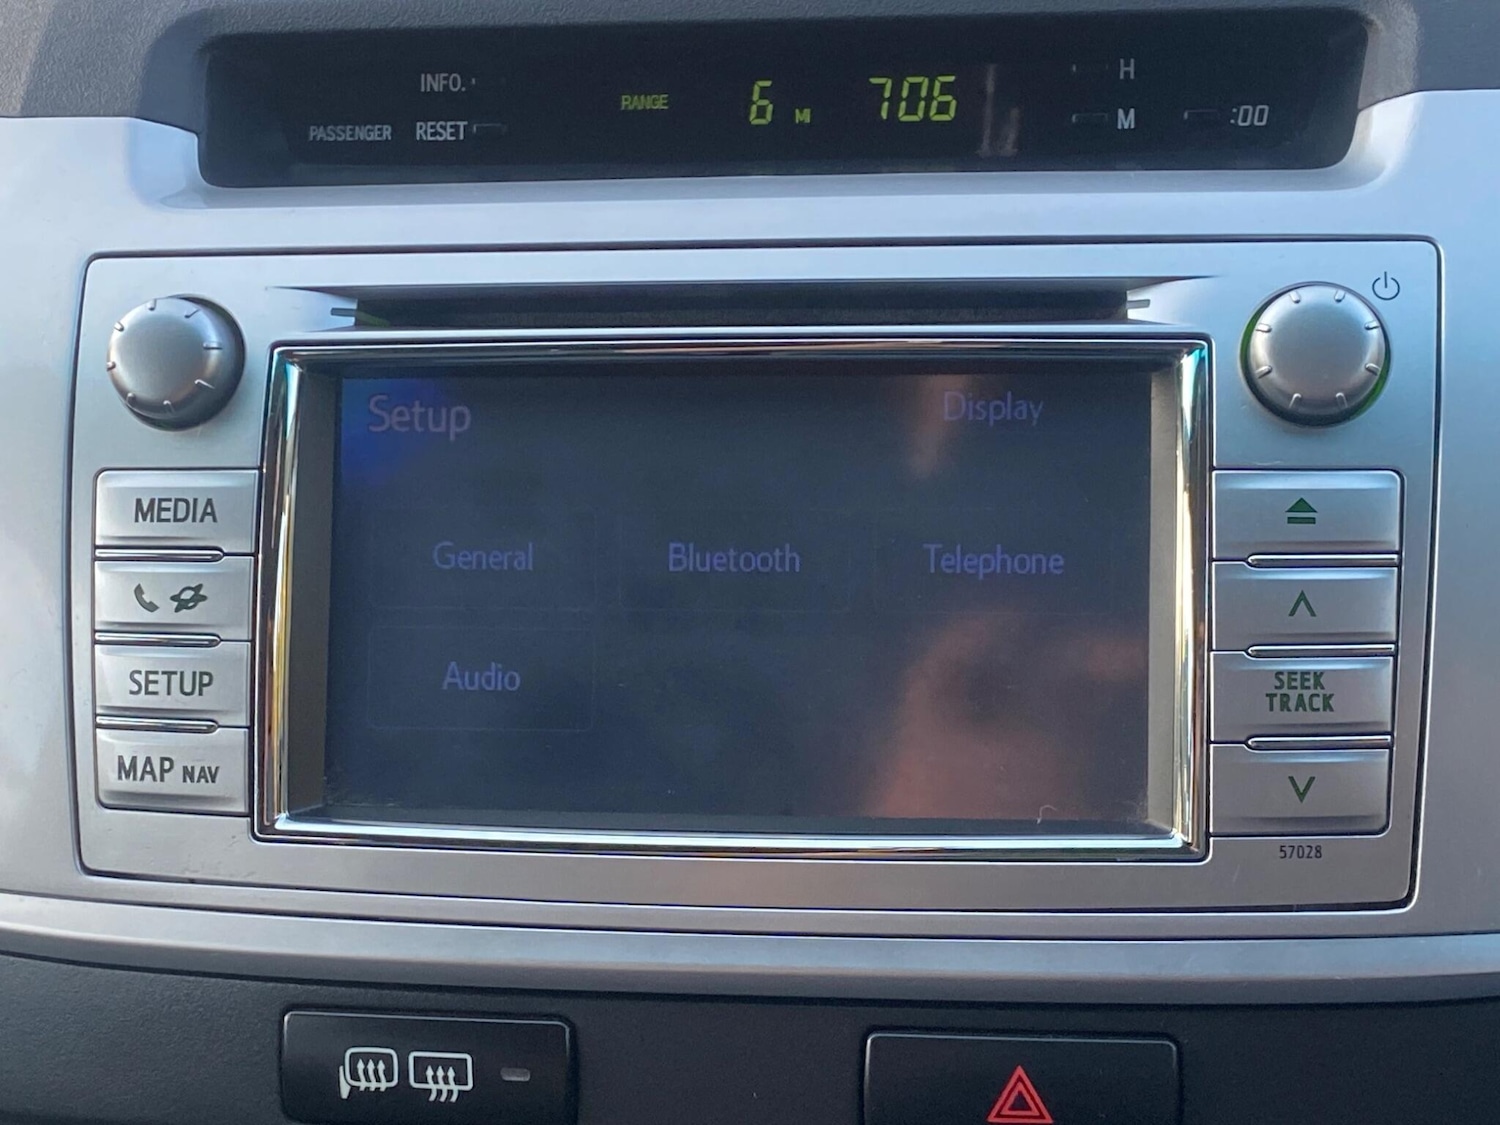 INFO.
PASSENGER RESET
RANGE 6 MI 706
H
M :00
Setup Display
MEDIA
General Bluetooth Telephone
SETUP
Audio
MAP NAV
SEEK
TRACK
57028